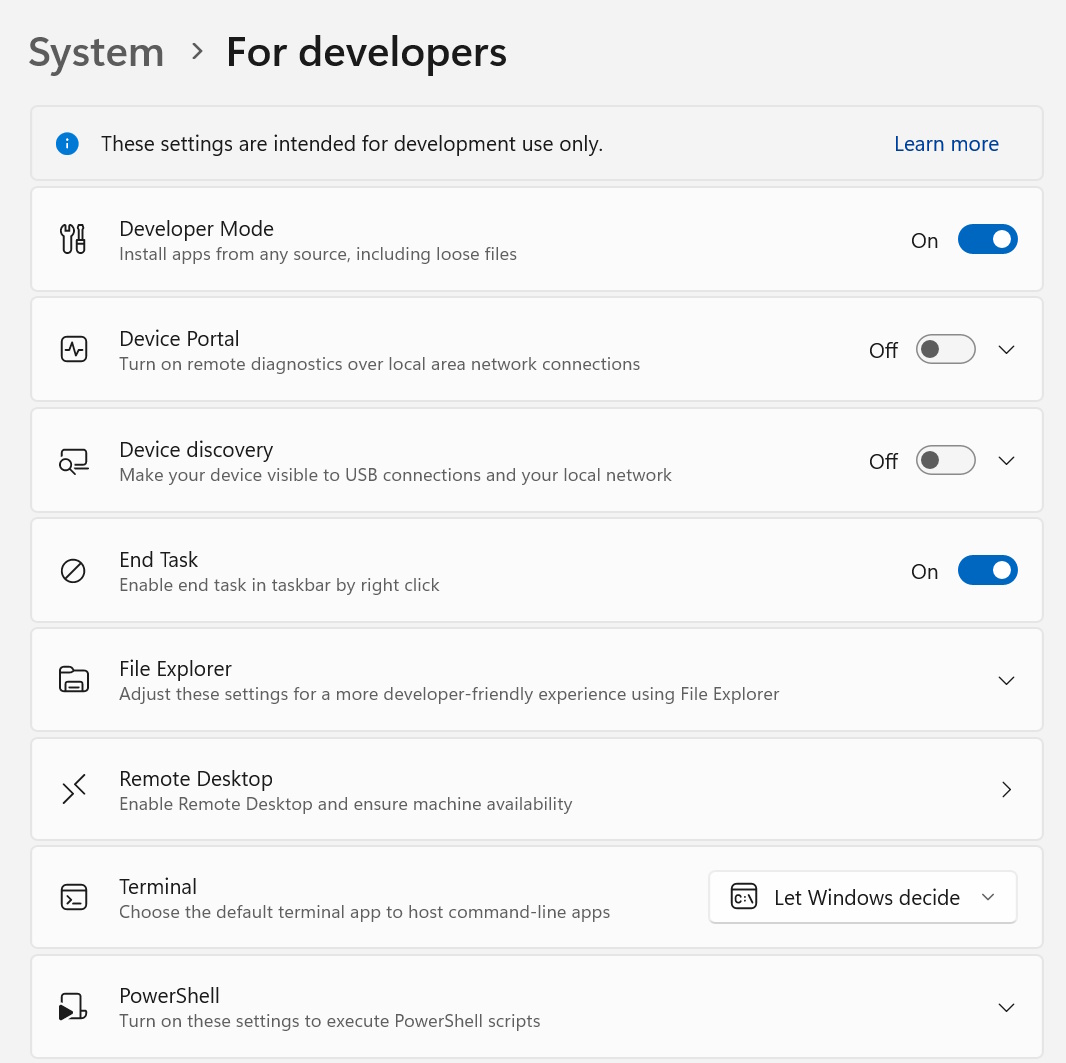 System > For developers
These settings are intended for development use only. Learn more
Developer Mode
Install apps from any source, including loose files
On
Device Portal
Turn on remote diagnostics over local area network connections
Off
Device discovery
Make your device visible to USB connections and your local network
Off
End Task
Enable end task in taskbar by right click
On
File Explorer
Adjust these settings for a more developer-friendly experience using File Explorer
Remote Desktop
Enable Remote Desktop and ensure machine availability
Terminal
Choose the default terminal app to host command-line apps
C:\ Let Windows decide
PowerShell
Turn on these settings to execute PowerShell scripts